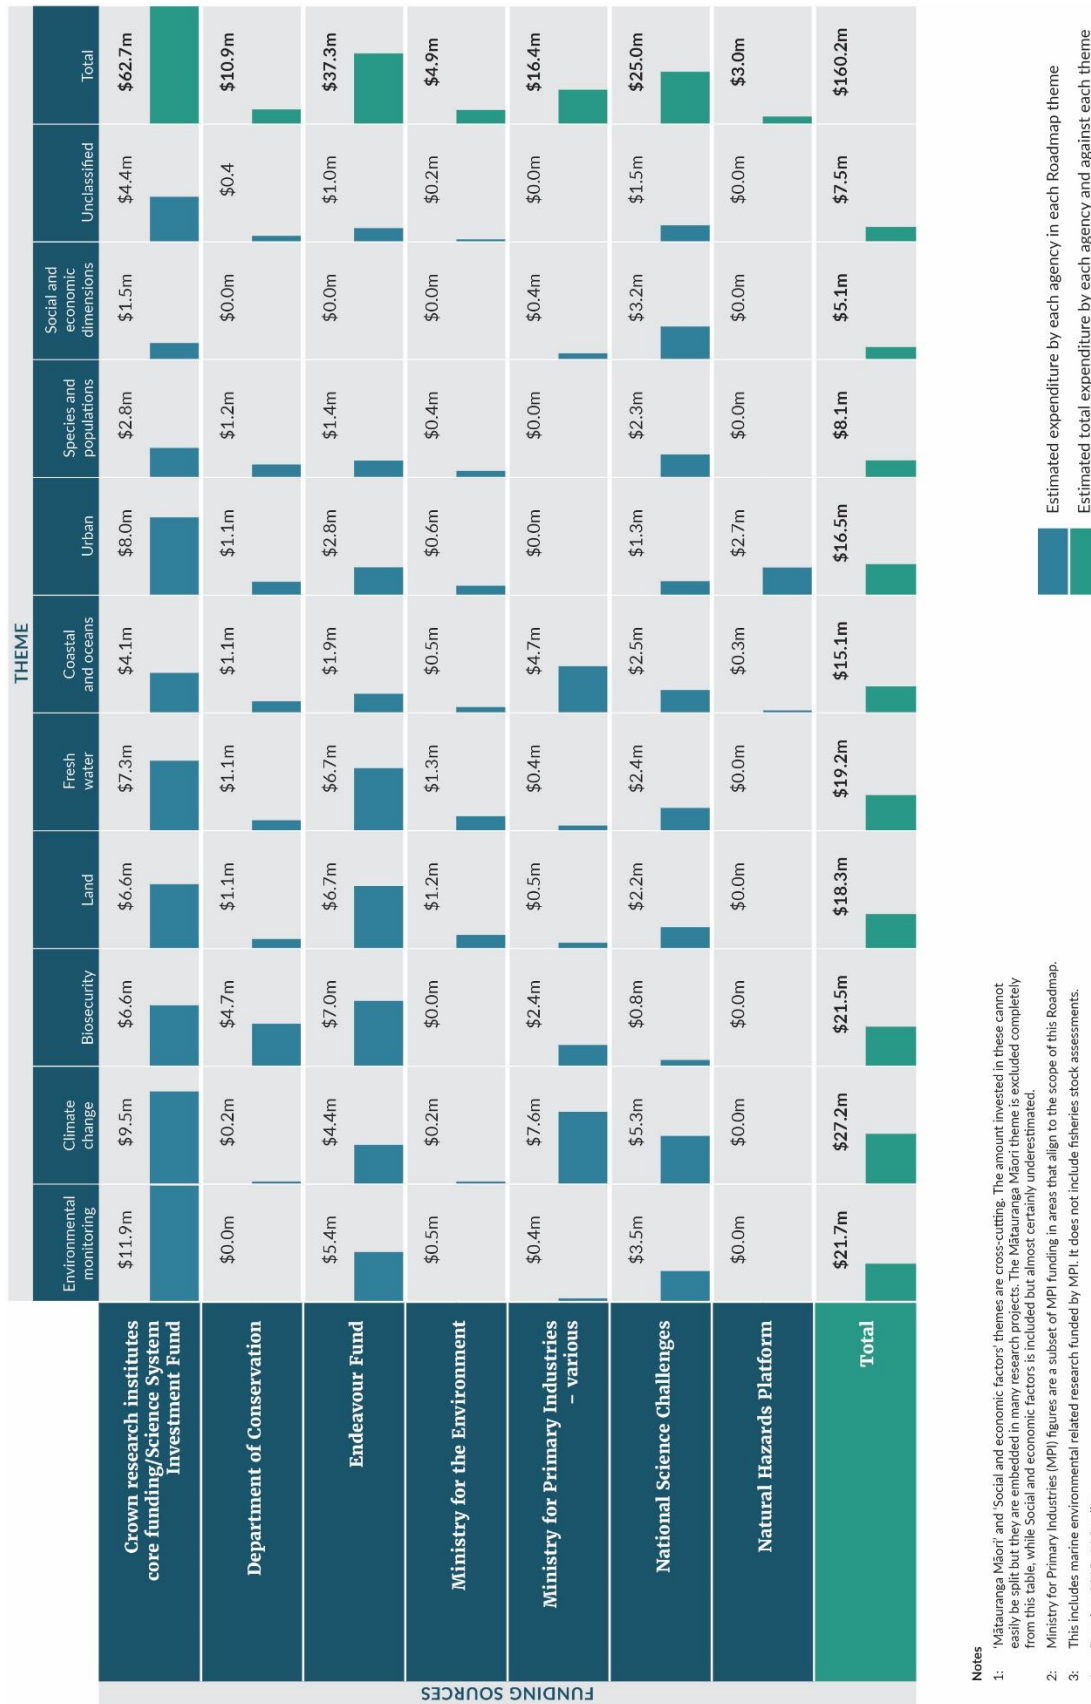 THEME
Environmental
monitoring
Climate
change
Biosecurity
Land
Fresh
water
Coastal
and oceans
Urban
Species and
populations
Social and
economic
dimensions
Unclassified
Total
FUNDING SOURCES
Crown research institutes
core funding/Science System
Investment Fund
$11.9m $9.5m $6.6m $6.6m $7.3m $4.1m $8.0m $2.8m $1.5m $4.4m $62.7m
Department of Conservation
$0.0m $0.2m $4.7m $1.1m $1.1m $1.1m $1.1m $1.2m $0.0m $0.4 $10.9m
Endeavour Fund
$5.4m $4.4m $7.0m $6.7m $6.7m $1.9m $2.8m $1.4m $0.0m $1.0m $37.3m
Ministry for the Environment
$0.5m $0.2m $0.0m $1.2m $1.3m $0.5m $0.6m $0.4m $0.0m $0.2m $4.9m
Ministry for Primary Industries
– various
$0.4m $7.6m $2.4m $0.5m $0.4m $4.7m $0.0m $0.0m $0.4m $0.0m $16.4m
National Science Challenges
$3.5m $5.3m $0.8m $2.2m $2.4m $2.5m $1.3m $2.3m $3.2m $1.5m $25.0m
Natural Hazards Platform
$0.0m $0.0m $0.0m $0.0m $0.0m $0.3m $2.7m $0.0m $0.0m $0.0m $3.0m
Total
$21.7m $27.2m $21.5m $18.3m $19.2m $15.1m $16.5m $8.1m $5.1m $7.5m $160.2m
Estimated expenditure by each agency in each Roadmap theme
Estimated total expenditure by each agency and against each theme
Notes
1: 'Mātauranga Māori' and 'Social and economic factors' themes are cross-cutting. The amount invested in these cannot
easily be split but they are embedded in many research projects. The Mātauranga Māori theme is excluded completely
from this table, while Social and economic factors is included but almost certainly underestimated.
2: Ministry for Primary Industries (MPI) figures are a subset of MPI funding in areas that align to the scope of this Roadmap.
3: This includes marine environmental related research funded by MPI. It does not include fisheries stock assessments.